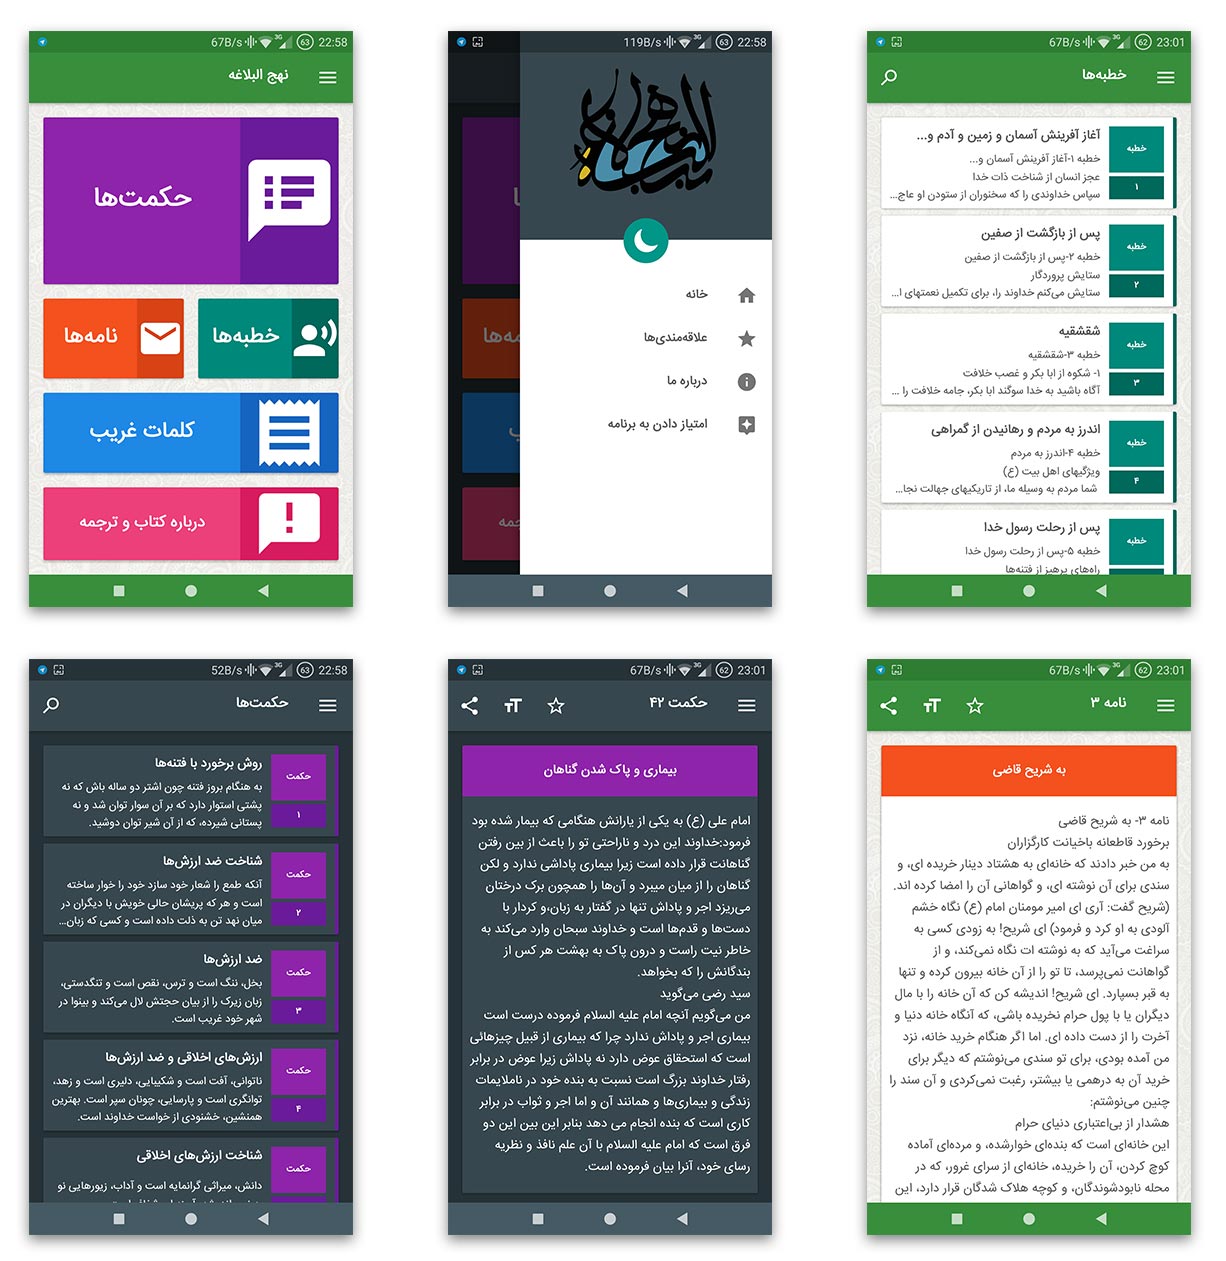 67B/s 3G 63 22:58
نهج البلاغه
حکمت‌ها
خطبه‌ها
نامه‌ها
کلمات غریب
درباره کتاب و ترجمه
119B/s 3G 63 22:58
نهج البلاغه
خانه
علاقه‌مندی‌ها
درباره ما
امتیاز دادن به برنامه
67B/s 3G 62 23:01
خطبه‌ها
خطبه
۱
آغاز آفرینش آسمان و زمین و آدم و...
خطبه ۱-آغاز آفرینش آسمان و...
عجز انسان از شناخت ذات خدا
سپاس خداوندی را که سخنوران از ستودن او عاج...
خطبه
۲
پس از بازگشت از صفین
خطبه ۲-پس از بازگشت از صفین
ستایش پروردگار
ستایش می‌کنم خداوند را، برای تکمیل نعمتهای ا...
خطبه
۳
شقشقیه
خطبه ۳-شقشقیه
۱- شکوه از ابا بکر و غصب خلافت
آگاه باشید به خدا سوگند ابا بکر، جامه خلافت را ...
خطبه
۴
اندرز به مردم و رهانیدن از گمراهی
خطبه ۴-اندرز به مردم
ویژگیهای اهل بیت (ع)
شما مردم به وسیله ما، از تاریکیهای جهالت نجا...
خطبه
پس از رحلت رسول خدا
خطبه ۵-پس از رحلت رسول خدا
راه‌های پرهیز از فتنه‌ها
52B/s 3G 63 22:58
حکمت‌ها
حکمت
۱
روش برخورد با فتنه‌ها
به هنگام بروز فتنه چون اشتر دو ساله باش که نه
پشتی استوار دارد که بر آن سوار توان شد و نه
پستانی شیرده، که از آن شیر توان دوشید.
حکمت
۲
شناخت ضد ارزش‌ها
آنکه طمع را شعار خود سازد خود را خوار ساخته
است و هر که پریشان حالی خویش با دیگران در
میان نهد تن به ذلت داده است و کسی که زبان...
حکمت
۳
ضد ارزش‌ها
بخل، ننگ است و ترس، نقص است و تنگدستی،
زبان زیرک را از بیان حجتش لال می‌کند و بینوا در
شهر خود غریب است.
حکمت
۴
ارزش‌های اخلاقی و ضد ارزش‌ها
ناتوانی، آفت است و شکیبایی، دلیری است و زهد،
توانگری است و پارسایی، چونان سپر است. بهترین
همنشین، خشنودی از خواست خداوند است.
حکمت
شناخت ارزش‌های اخلاقی
دانش، میراثی گرانمایه است و آداب، زیورهایی نو
67B/s 3G 62 23:01
حکمت ۴۲
بیماری و پاک شدن گناهان
امام علی (ع) به یکی از یارانش هنگامی که بیمار شده بود
فرمود:خداوند این درد و ناراحتی تو را باعث از بین رفتن
گناهانت قرار داده است زیرا بیماری پاداشی ندارد و لکن
گناهان را از میان میبرد و آن‌ها را همچون برک درختان
می‌ریزد اجر و پاداش تنها در گفتار به زبان،و کردار با
دست‌ها و قدم‌ها است و خداوند سبحان وارد می‌کند به
خاطر نیت راست و درون پاک به بهشت هر کس از
بندگانش را که بخواهد.
سید رضی می‌گوید
من می‌گویم آنچه امام علیه السلام فرموده درست است
بیماری اجر و پاداش ندارد چرا که بیماری از قبیل چیزهائی
است که استحقاق عوض دارد نه پاداش زیرا عوض در برابر
رفتار خداوند بزرگ است نسبت به بنده خود در ناملایمات
زندگی و بیماری‌ها و همانند آن و اما اجر و ثواب در برابر
کاری است که بنده انجام می دهد بنابر این بین این دو
فرق است که امام علیه السلام با آن علم نافذ و نظریه
رسای خود، آنرا بیان فرموده است.
67B/s 3G 62 23:01
نامه ۳
به شریح قاضی
نامه ۳- به شریح قاضی
برخورد قاطعانه باخیانت کارگزاران
به من خبر دادند که خانه‌ای به هشتاد دینار خریده ای، و
سندی برای آن نوشته ای، و گواهانی آن را امضا کرده اند.
(شریح گفت: آری ای امیر مومنان امام (ع) نگاه خشم
آلودی به او کرد و فرمود) ای شریح! به زودی کسی به
سراغت می‌آید که به نوشته ات نگاه نمی‌کند، و از
گواهانت نمی‌پرسد، تا تو را از آن خانه بیرون کرده و تنها
به قبر بسپارد. ای شریح! اندیشه کن که آن خانه را با مال
دیگران یا با پول حرام نخریده باشی، که آنگاه خانه دنیا و
آخرت را از دست داده ای. اما اگر هنگام خرید خانه، نزد
من آمده بودی، برای تو سندی می‌نوشتم که دیگر برای
خرید آن به درهمی یا بیشتر، رغبت نمی‌کردی و آن سند را
چنین می‌نوشتم:
هشدار از بی‌اعتباری دنیای حرام
این خانه‌ای است که بنده‌ای خوارشده، و مرده‌ای آماده
کوچ کردن، آن را خریده، خانه‌ای از سرای غرور، که در
محله نابودشوندگان، و کوچه هلاک شدگان قرار دارد، این